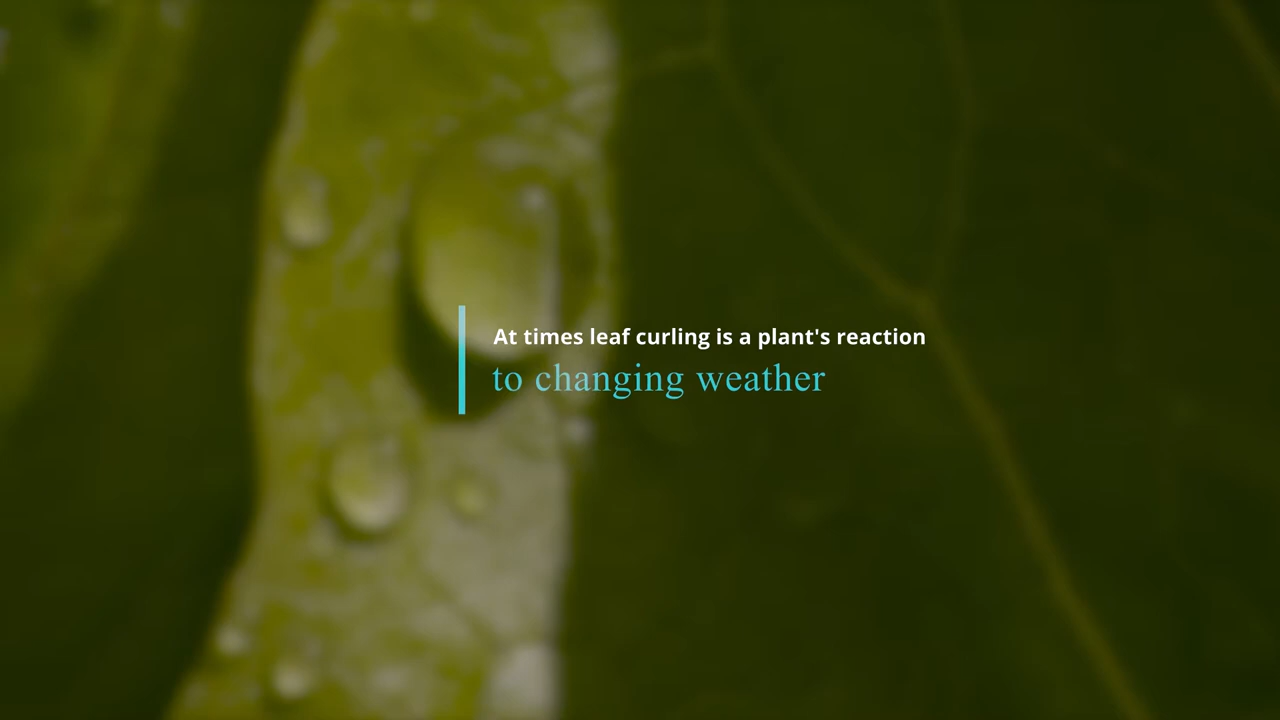 At times leaf curling is a plant's reaction
to changing weather